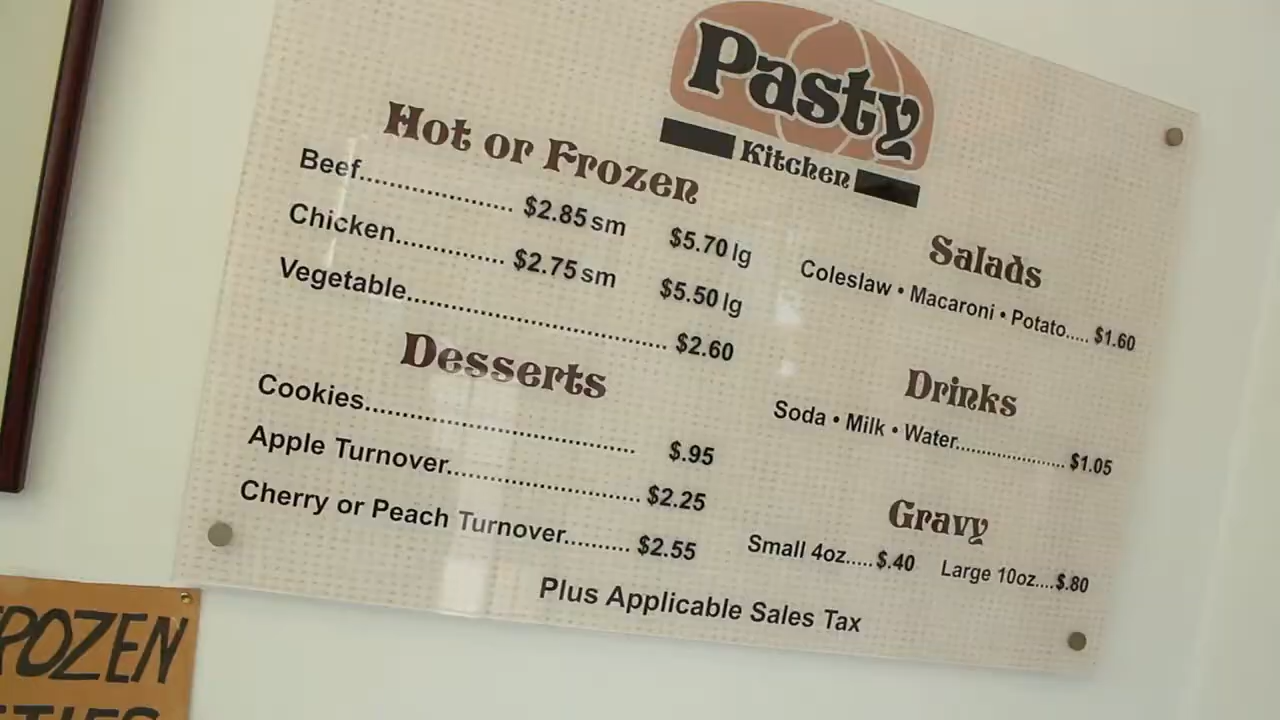 Pasty
Kitchen
Hot or Frozen
Beef.................... $2.85 sm $5.70 lg
Chicken.............. $2.75 sm $5.50 lg
Vegetable.................................. $2.60
Desserts
Cookies................................... $.95
Apple Turnover......................... $2.25
Cherry or Peach Turnover.......... $2.55
Salads
Coleslaw • Macaroni • Potato..... $1.60
Drinks
Soda • Milk • Water...................... $1.05
Gravy
Small 4oz.....$.40 Large 10oz....$.80
Plus Applicable Sales Tax